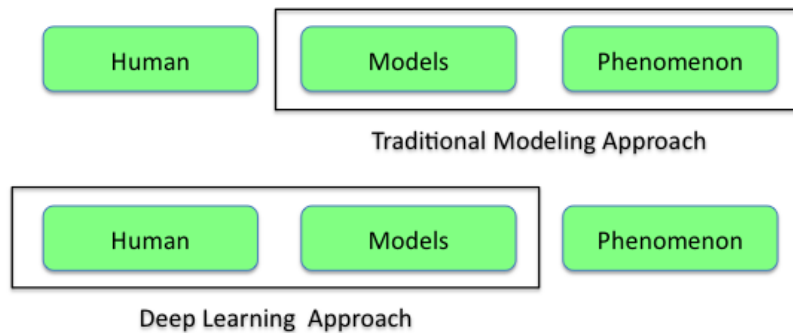 Human Models Phenomenon
Traditional Modeling Approach
Human Models Phenomenon
Deep Learning Approach